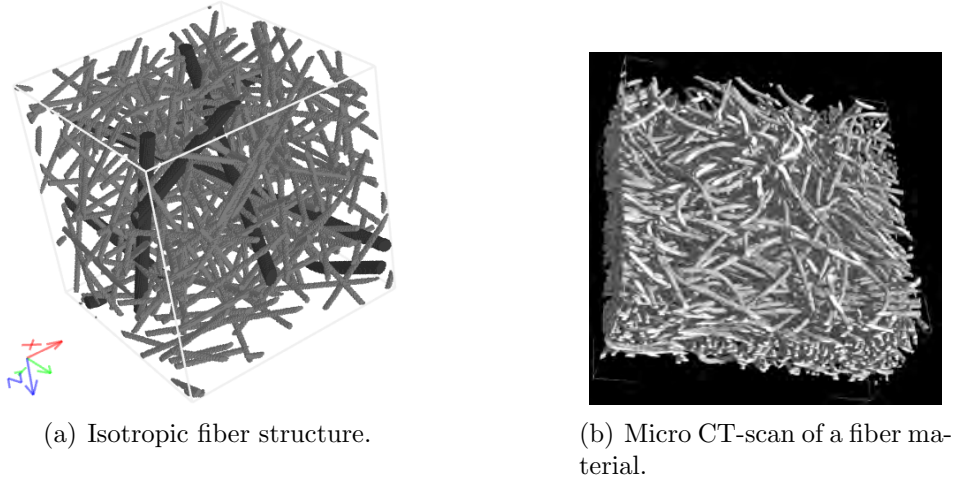 X
Z
(a) Isotropic fiber structure.
(b) Micro CT-scan of a fiber ma-
terial.